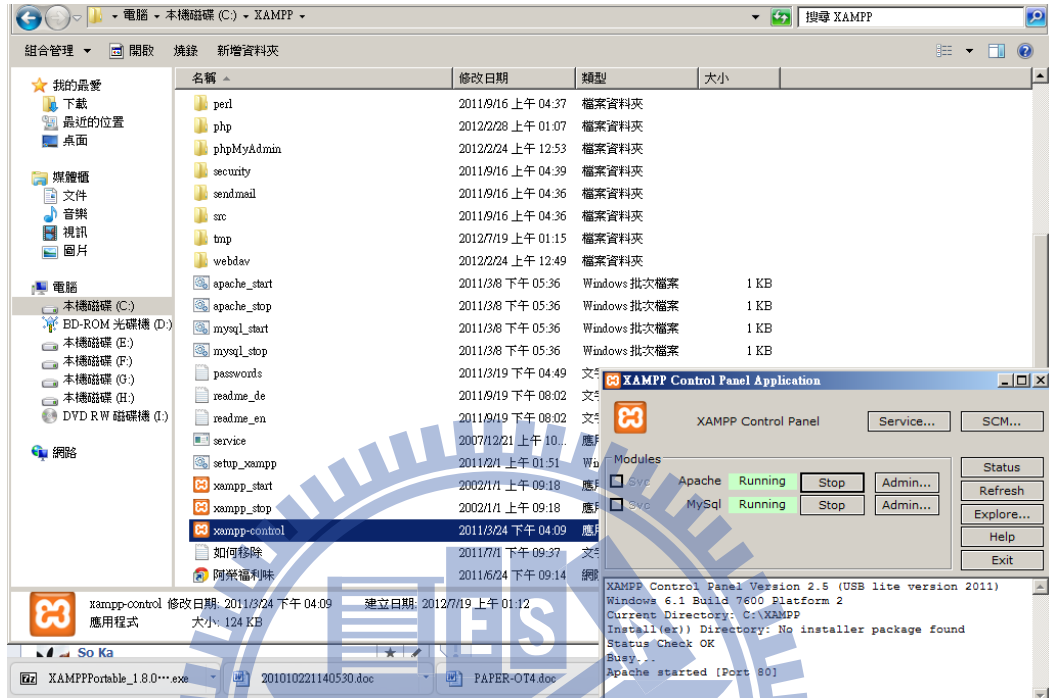 電腦 本機磁碟 (C:) XAMPP
搜尋 XAMPP
組合管理 開啟 燒錄 新增資料夾
我的最愛
下載
最近的位置
桌面
媒體櫃
文件
音樂
視訊
圖片
電腦
本機磁碟 (C:)
BD-ROM 光碟機 (D:)
本機磁碟 (E:)
本機磁碟 (F:)
本機磁碟 (G:)
本機磁碟 (H:)
DVD RW 磁碟機 (I:)
網路
名稱 修改日期 類型 大小
perl 2011/9/16 上午 04:37 檔案資料夾
php 2012/2/28 上午 01:07 檔案資料夾
phpMyAdmin 2012/2/24 上午 12:53 檔案資料夾
security 2011/9/16 上午 04:39 檔案資料夾
sendmail 2011/9/16 上午 04:36 檔案資料夾
src 2011/9/16 上午 04:36 檔案資料夾
tmp 2012/7/19 上午 01:15 檔案資料夾
webdav 2012/2/24 上午 12:49 檔案資料夾
apache_start 2011/3/8 下午 05:36 Windows 批次檔案 1 KB
apache_stop 2011/3/8 下午 05:36 Windows 批次檔案 1 KB
mysql_start 2011/3/8 下午 05:36 Windows 批次檔案 1 KB
mysql_stop 2011/3/8 下午 05:36 Windows 批次檔案 1 KB
passwords 2011/3/19 下午 04:49
readme_de 2011/9/19 下午 08:02
readme_en 2011/9/19 下午 08:02
service 2007/12/21 上午 10...
setup_xampp 2011/2/1 上午 01:51
xampp_start 2002/1/1 上午 09:18
xampp_stop 2002/1/1 上午 09:18
xampp-control 2011/3/24 下午 04:09
如何移除 2011/7/1 下午 09:37
阿榮福利味 2011/6/24 下午 09:14
xampp-control 修改日期: 2011/3/24 下午 04:09 建立日期: 2012/7/19 上午 01:12
應用程式 大小: 124 KB
XAMPP Control Panel Application
XAMPP Control Panel Service... SCM...
Modules
Svc Apache Running Stop Admin...
Svc MySql Running Stop Admin...
Status
Refresh
Explore...
Help
Exit
XAMPP Control Panel Version 2.5 (USB lite version 2011)
Windows 6.1 Build 7600 Platform 2
Current Directory: C:\XAMPP
Install(er)) Directory: No installer package found
Status Check OK
Busy...
Apache started [Port 80]
So Ka
XAMPPPortable_1.8.0....exe 201010221140530.doc PAPER-OT4.doc
ES